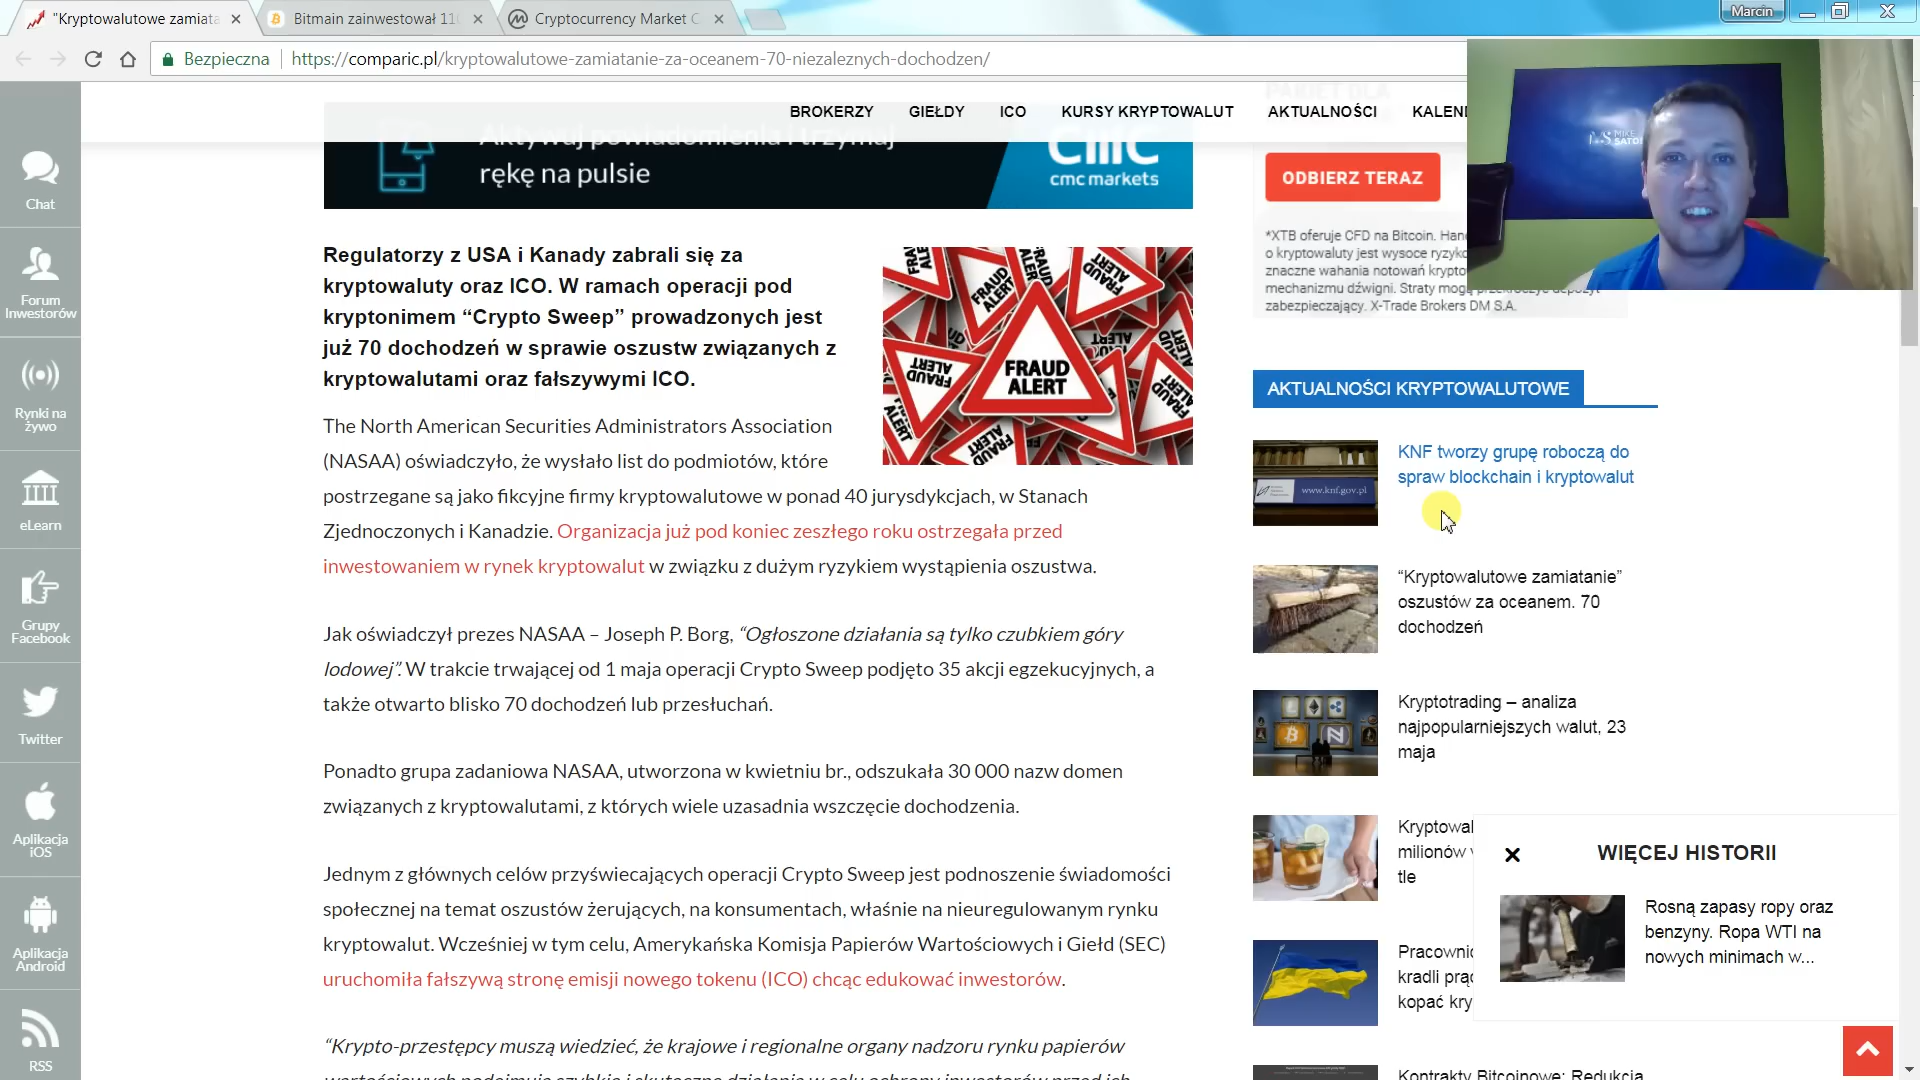 "Kryptowalutowe zamiata
Bitmain zainwestował 11
Cryptocurrency Market C
Marcin
Bezpieczna
https://comparic.pl/kryptowalutowe-zamiatanie-za-oceanem-70-niezaleznych-dochodzen/
BROKERZY
GIEŁDY
ICO
KURSY KRYPTOWALUT
AKTUALNOŚCI
KALEND
Chat
Forum
Inwestorów
Rynki na
żywo
eLearn
Grupy
Facebook
Twitter
Aplikacja
iOS
Aplikacja
Android
RSS
Aktywuj powiadomienia i trzymaj
rękę na pulsie
cmc
cmc markets
Regulatorzy z USA i Kanady zabrali się za
kryptowaluty oraz ICO. W ramach operacji pod
kryptonimem “Crypto Sweep” prowadzonych jest
już 70 dochodzeń w sprawie oszustw związanych z
kryptowalutami oraz fałszywymi ICO.
FRAUD
ALERT
The North American Securities Administrators Association
(NASAA) oświadczyło, że wysłało list do podmiotów, które
postrzegane są jako fikcyjne firmy kryptowalutowe w ponad 40 jurysdykcjach, w Stanach
Zjednoczonych i Kanadzie. Organizacja już pod koniec zeszłego roku ostrzegała przed
inwestowaniem w rynek kryptowalut w związku z dużym ryzykiem wystąpienia oszustwa.
Jak oświadczył prezes NASAA – Joseph P. Borg, “Ogłoszone działania są tylko czubkiem góry
lodowej”. W trakcie trwającej od 1 maja operacji Crypto Sweep podjęto 35 akcji egzekucyjnych, a
także otwarto blisko 70 dochodzeń lub przesłuchań.
Ponadto grupa zadaniowa NASAA, utworzona w kwietniu br., odszukała 30 000 nazw domen
związanych z kryptowalutami, z których wiele uzasadnia wszczęcie dochodzenia.
Jednym z głównych celów przyświecających operacji Crypto Sweep jest podnoszenie świadomości
społecznej na temat oszustów żerujących, na konsumentach, właśnie na nieuregulowanym rynku
kryptowalut. Wcześniej w tym celu, Amerykańska Komisja Papierów Wartościowych i Giełd (SEC)
uruchomiła fałszywą stronę emisji nowego tokenu (ICO) chcąc edukować inwestorów.
“Krypto-przestępcy muszą wiedzieć, że krajowe i regionalne organy nadzoru rynku papierów
PAKIET DLA
ODBIERZ TERAZ
*XTB oferuje CFD na Bitcoin. Hand
o kryptowaluty jest wysoce ryzyko
znaczne wahania notowań krypto
mechanizmu dźwigni. Straty mogą przekroczyć depozyt
zabezpieczający. X-Trade Brokers DM S.A.
MS MIKE
SATO
AKTUALNOŚCI KRYPTOWALUTOWE
www.knf.gov.pl
KNF tworzy grupę roboczą do
spraw blockchain i kryptowalut
“Kryptowalutowe zamiatanie”
oszustów za oceanem. 70
dochodzeń
Kryptotrading – analiza
najpopularniejszych walut, 23
maja
Kryptowal
milionów
tle
Pracownic
kradli prąd
kopać kry
Kontrakty Bitcoinowe: Redukcja
WIĘCEJ HISTORII
Rosną zapasy ropy oraz
benzyny. Ropa WTI na
nowych minimach w...